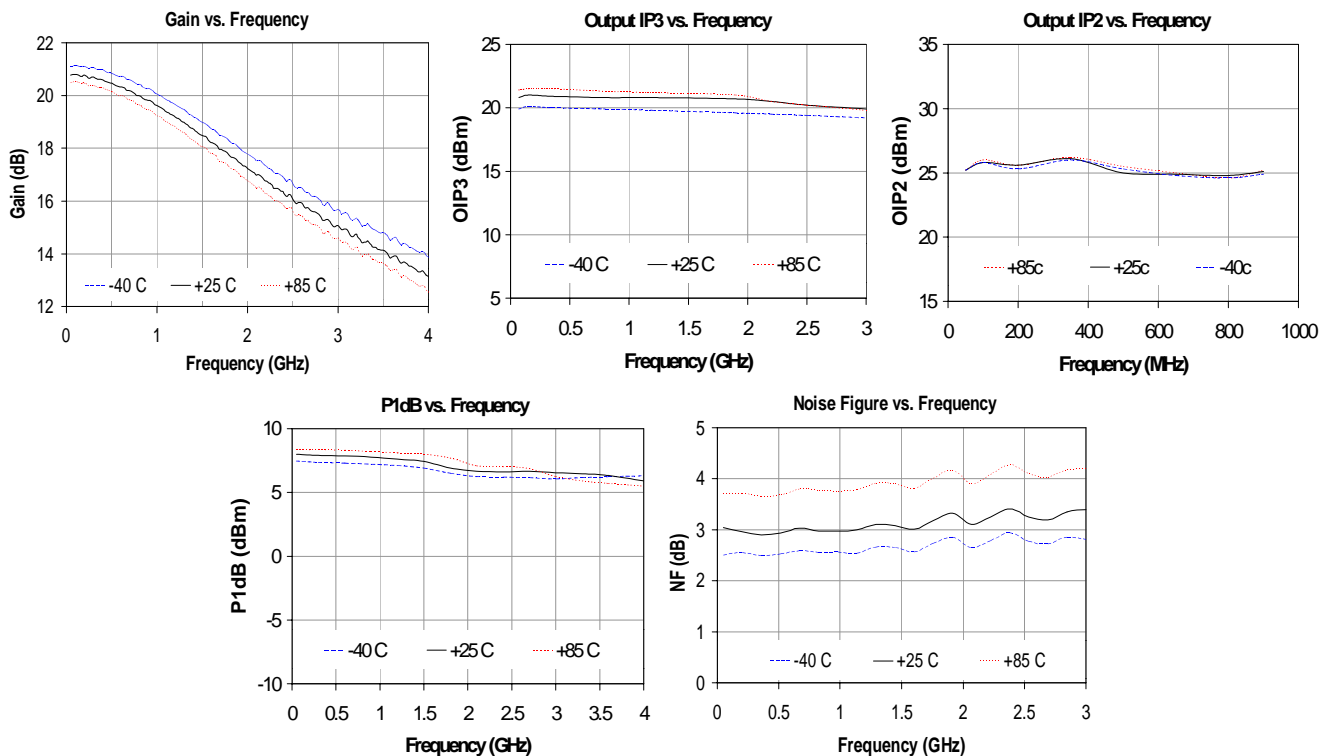 Gain vs. Frequency
22
20
18
16
14
12
Gain (dB)
-40 C +25 C +85 C
0 1 2 3 4
Frequency (GHz)
Output IP3 vs. Frequency
25
20
15
10
5
OIP3 (dBm)
-40 C +25 C +85 C
0 0.5 1 1.5 2 2.5 3
Frequency (GHz)
Output IP2 vs. Frequency
35
30
25
20
15
OIP2 (dBm)
+85c +25c -40c
0 200 400 600 800 1000
Frequency (MHz)
P1dB vs. Frequency
10
5
0
-5
-10
P1dB (dBm)
-40 C +25 C +85 C
0 0.5 1 1.5 2 2.5 3 3.5 4
Frequency (GHz)
Noise Figure vs. Frequency
5
4
3
2
1
0
NF (dB)
-40 C +25 C +85 C
0 0.5 1 1.5 2 2.5 3
Frequency (GHz)